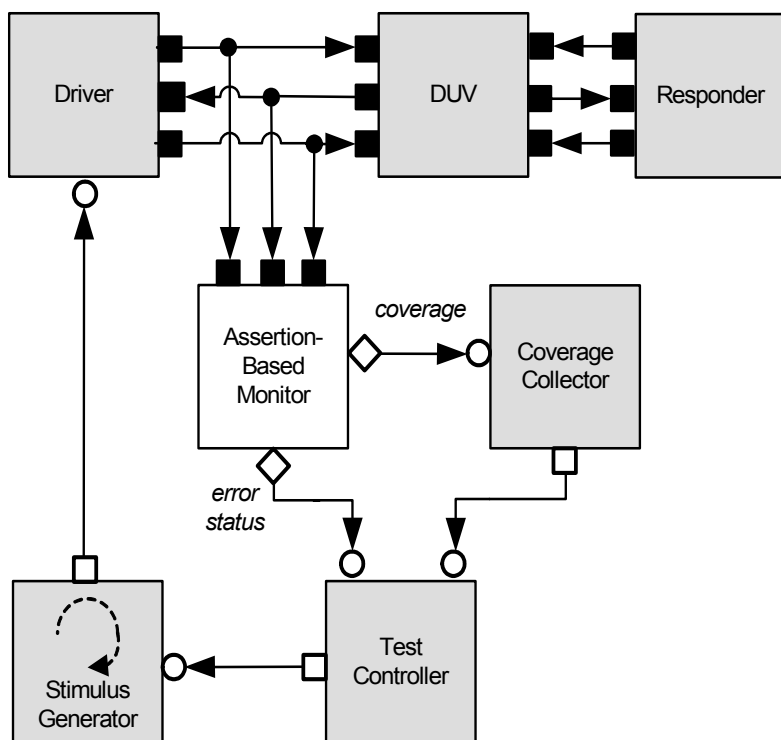 Driver
DUV
Responder
Assertion-
Based
Monitor
coverage
Coverage
Collector
error
status
Stimulus
Generator
Test
Controller